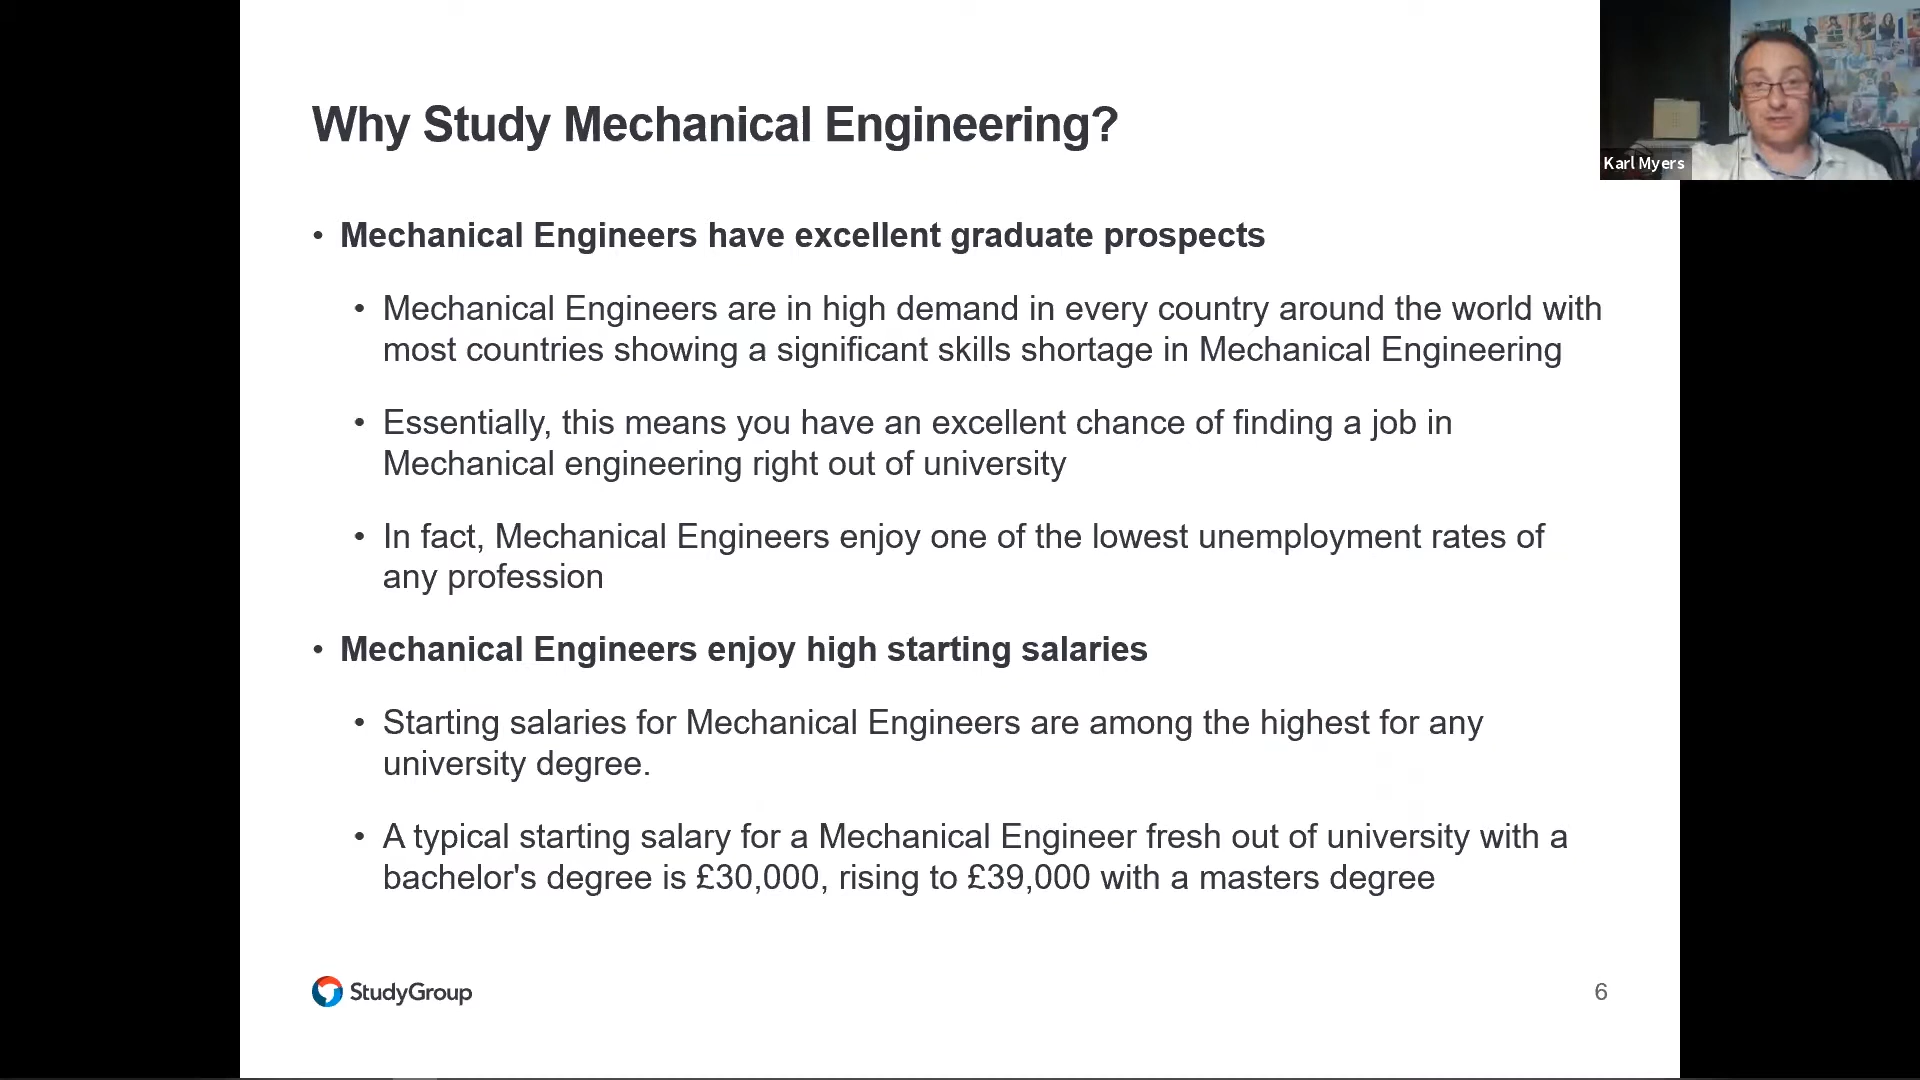 Why Study Mechanical Engineering?
Karl Myers
• Mechanical Engineers have excellent graduate prospects
• Mechanical Engineers are in high demand in every country around the world with
most countries showing a significant skills shortage in Mechanical Engineering
• Essentially, this means you have an excellent chance of finding a job in
Mechanical engineering right out of university
• In fact, Mechanical Engineers enjoy one of the lowest unemployment rates of
any profession
• Mechanical Engineers enjoy high starting salaries
• Starting salaries for Mechanical Engineers are among the highest for any
university degree.
• A typical starting salary for a Mechanical Engineer fresh out of university with a
bachelor's degree is £30,000, rising to £39,000 with a masters degree
StudyGroup
6